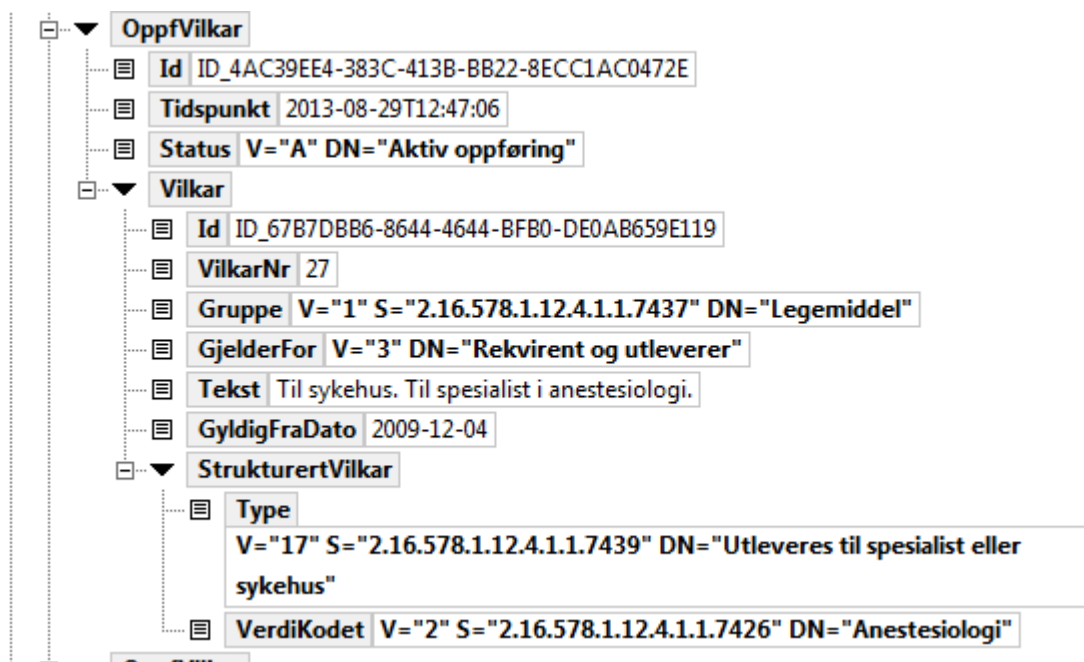 OppfVilkar
Id ID_4AC39EE4-383C-413B-BB22-8ECC1AC0472E
Tidspunkt 2013-08-29T12:47:06
Status V="A" DN="Aktiv oppføring"
Vilkar
Id ID_67B7DBB6-8644-4644-BFB0-DE0AB659E119
VilkarNr 27
Gruppe V="1" S="2.16.578.1.12.4.1.1.7437" DN="Legemiddel"
GjelderFor V="3" DN="Rekvirent og utleverer"
Tekst Til sykehus. Til spesialist i anestesiologi.
GyldigFraDato 2009-12-04
StrukturertVilkar
Type
V="17" S="2.16.578.1.12.4.1.1.7439" DN="Utleveres til spesialist eller
sykehus"
VerdiKodet V="2" S="2.16.578.1.12.4.1.1.7426" DN="Anestesiologi"